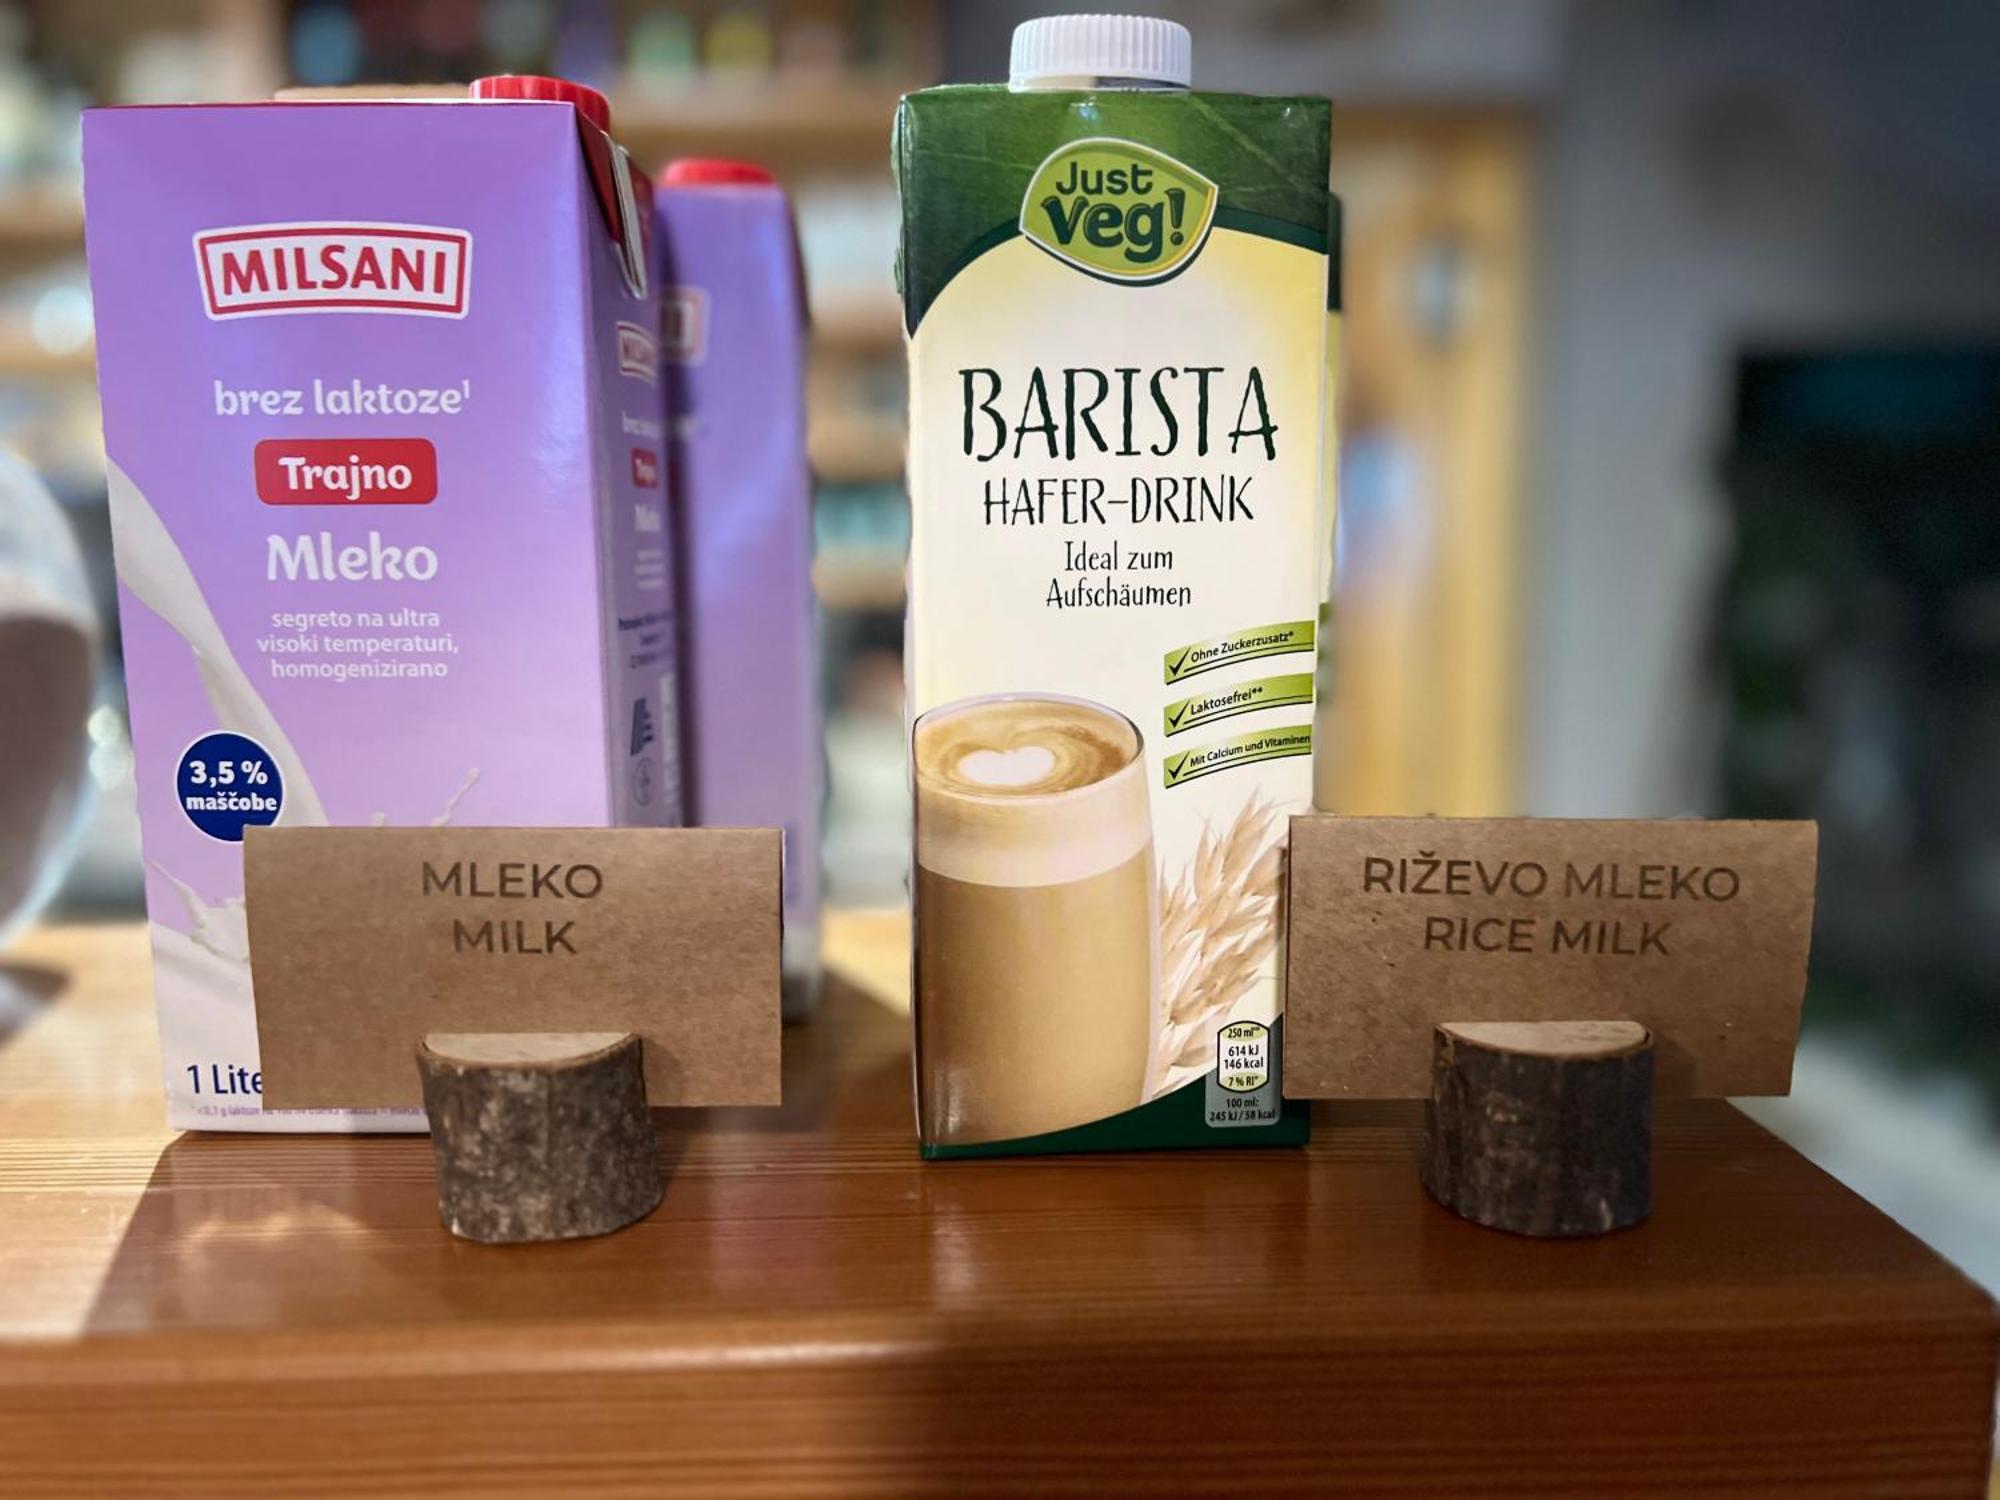 MILSANI
brez laktoze¹
Trajno
Mleko
segreto na ultra
visoki temperaturi,
homogenizirano
3,5 %
maščobe
1 Lite
MLEKO
MILK
Just
Veg!
BARISTA
HAFER-DRINK
Ideal zum
Aufschäumen
Ohne Zuckerzusatz*
Laktosefrei**
Mit Calcium und Vitaminen
250 ml
614 kJ
146 kcal
7 % RI*
100 ml:
245 kJ / 58 kcal
RIŽEVO MLEKO
RICE MILK